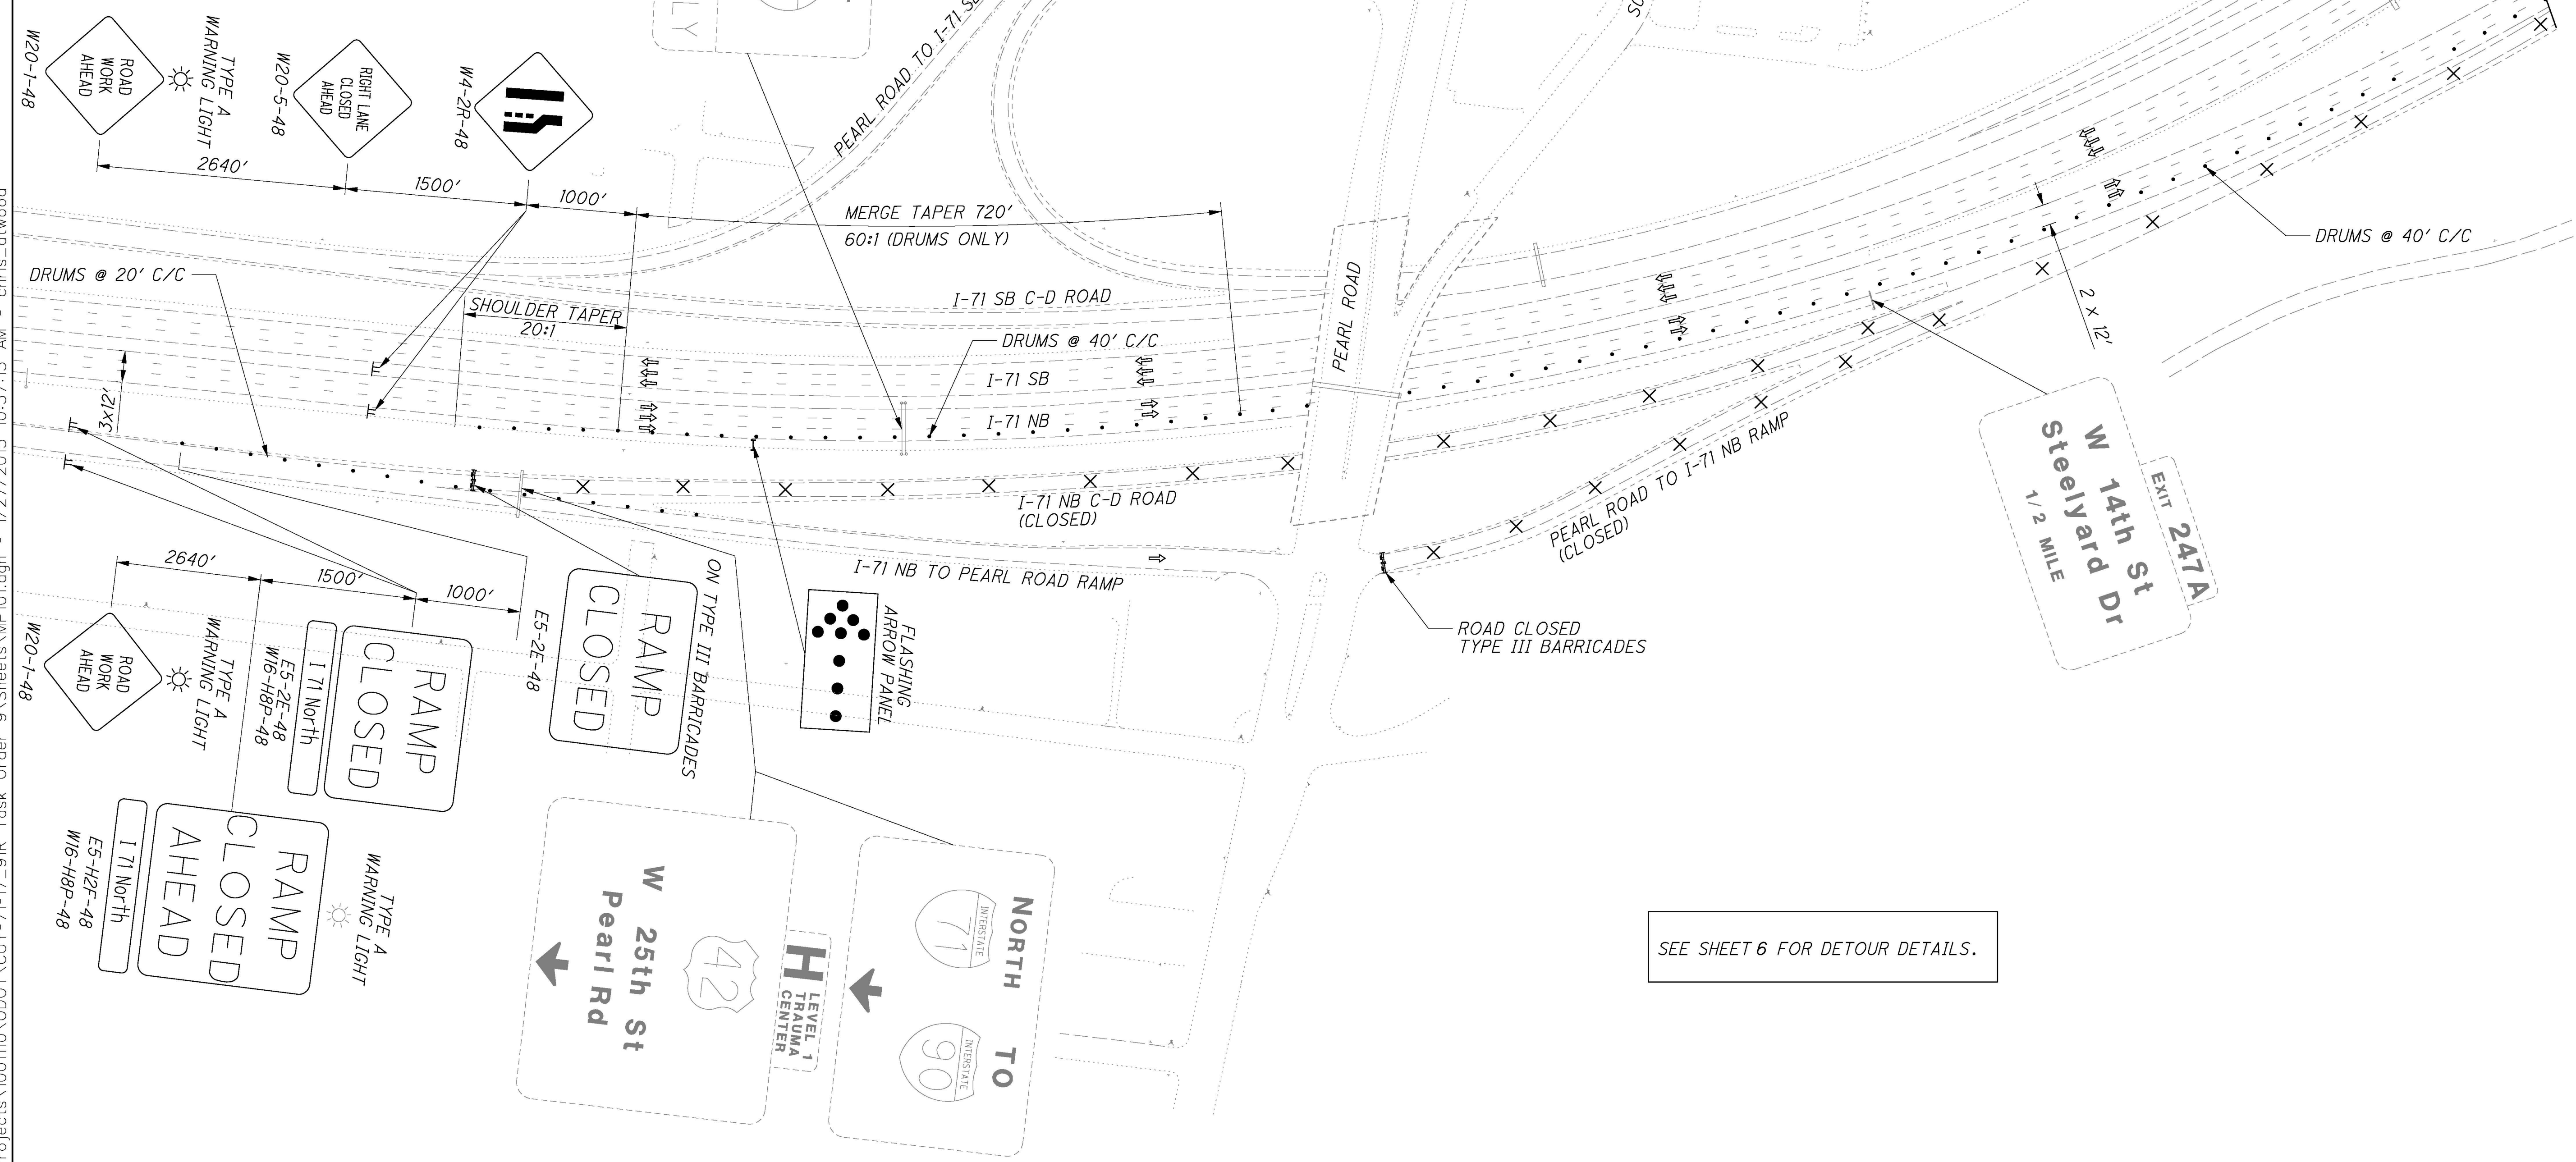 W20-1-48
ROAD
WORK
AHEAD
TYPE A
WARNING LIGHT
W20-5-48
RIGHT LANE
CLOSED
AHEAD
W4-2R-48
LY
PEARL ROAD TO I-71
2640'
1500'
1000'
MERGE TAPER 720'
60:1 (DRUMS ONLY)
DRUMS @ 20' C/C
SHOULDER TAPER
20:1
I-71 SB C-D ROAD
DRUMS @ 40' C/C
I-71 SB
I-71 NB
3x12'
PEARL ROAD
I-71 NB C-D ROAD
(CLOSED)
I-71 NB TO PEARL ROAD RAMP
PEARL ROAD TO I-71 NB RAMP
(CLOSED)
DRUMS @ 40' C/C
2 x 12'
EXIT 247A
W 14th St
Steelyard Dr
1/2 MILE
ROAD CLOSED
TYPE III BARRICADES
2640'
1500'
1000'
W20-1-48
ROAD
WORK
AHEAD
TYPE A
WARNING LIGHT
RAMP
CLOSED
I 71 North
E5-2E-48
W16-H8P-48
E5-2E-48
RAMP
CLOSED
ON TYPE III BARRICADES
FLASHING
ARROW PANEL
RAMP
CLOSED
AHEAD
I 71 North
E5-H2F-48
W16-H8P-48
TYPE A
WARNING LIGHT
42
W 25th St
Pearl Rd
H LEVEL 1
TRAUMA
CENTER
NORTH TO
INTERSTATE
71
INTERSTATE
90
SEE SHEET 6 FOR DETOUR DETAILS.